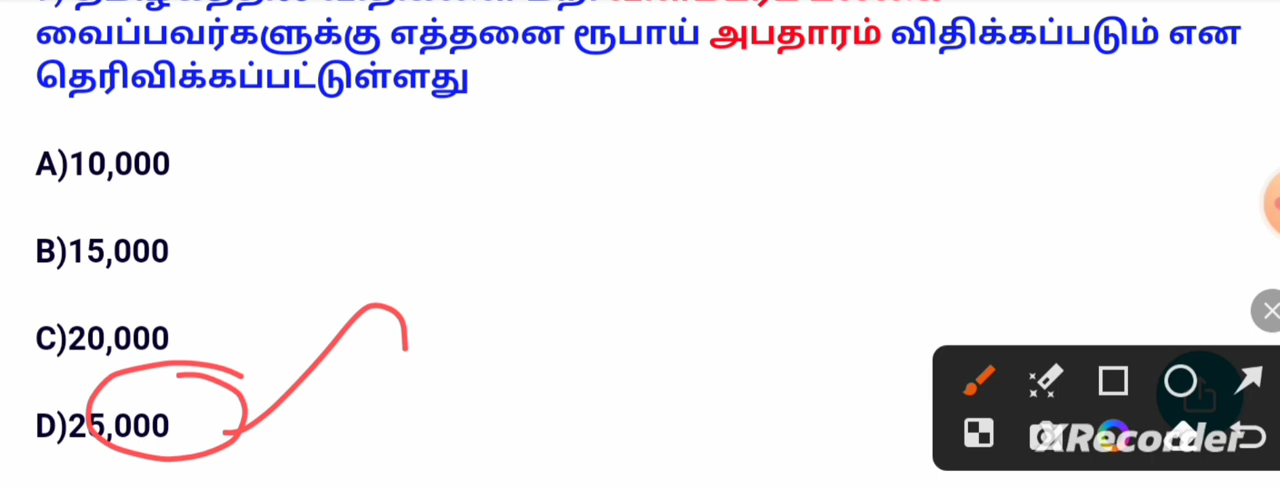 வைப்பவர்களுக்கு எத்தனை ரூபாய் அபதாரம் விதிக்கப்படும் என
தெரிவிக்கப்பட்டுள்ளது
A)10,000
B)15,000
C)20,000
D)25,000
XRecorder